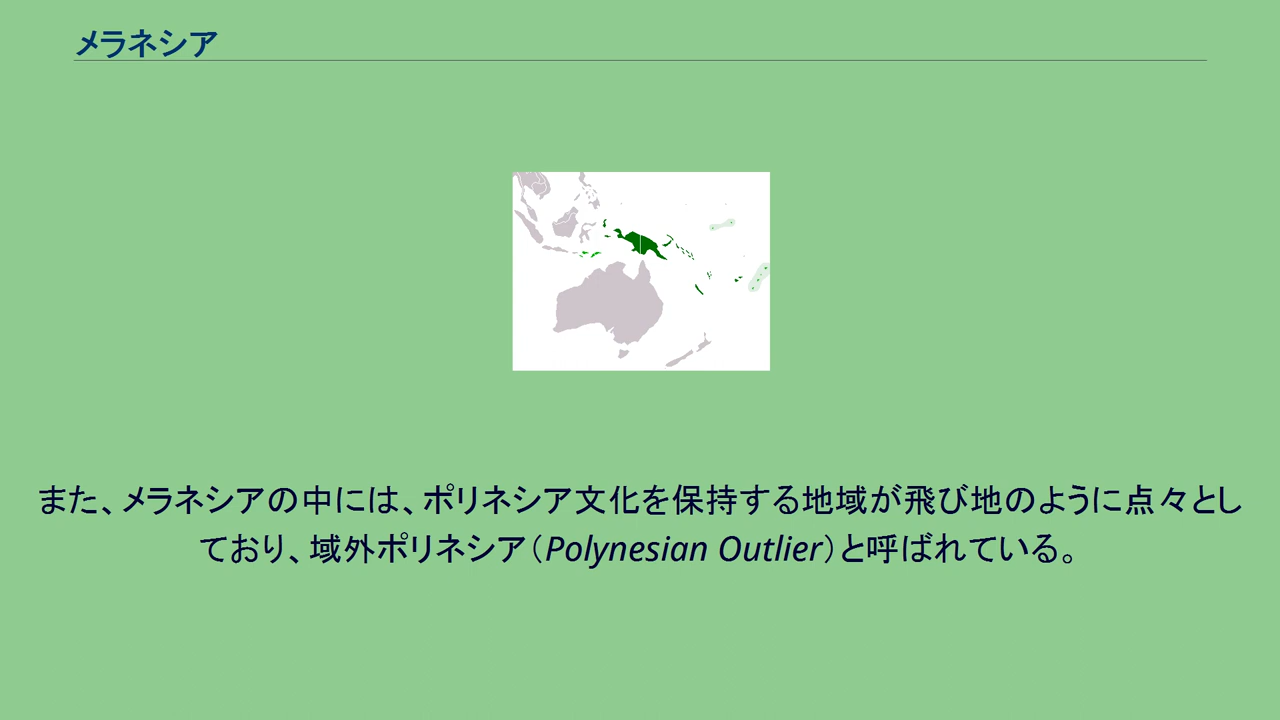 メラネシア
また、メラネシアの中には、ポリネシア文化を保持する地域が飛び地のように点々とし
ており、域外ポリネシア（Polynesian Outlier）と呼ばれている。